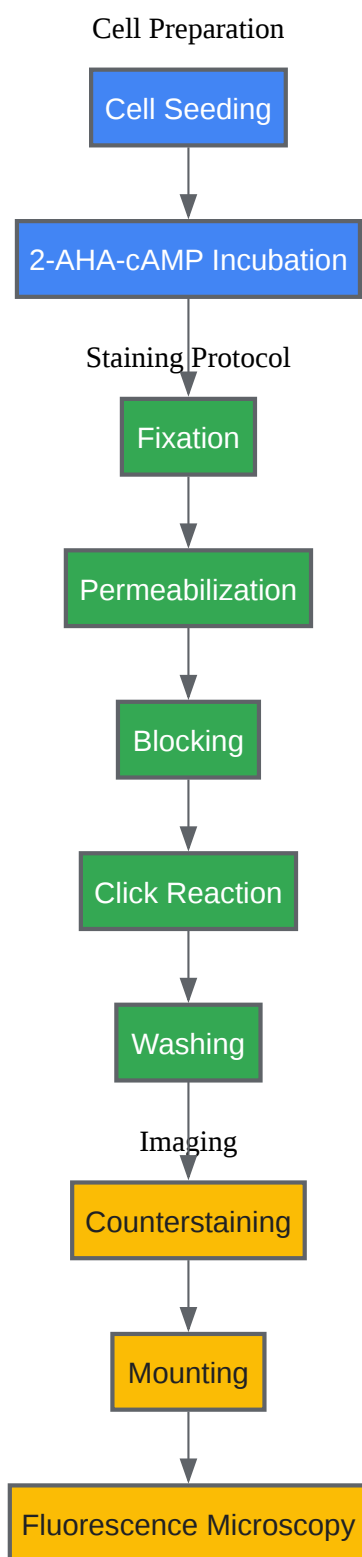 Cell Preparation
Cell Seeding
2-AHA-cAMP Incubation
Staining Protocol
Fixation
Permeabilization
Blocking
Click Reaction
Washing
Imaging
Counterstaining
Mounting
Fluorescence Microscopy